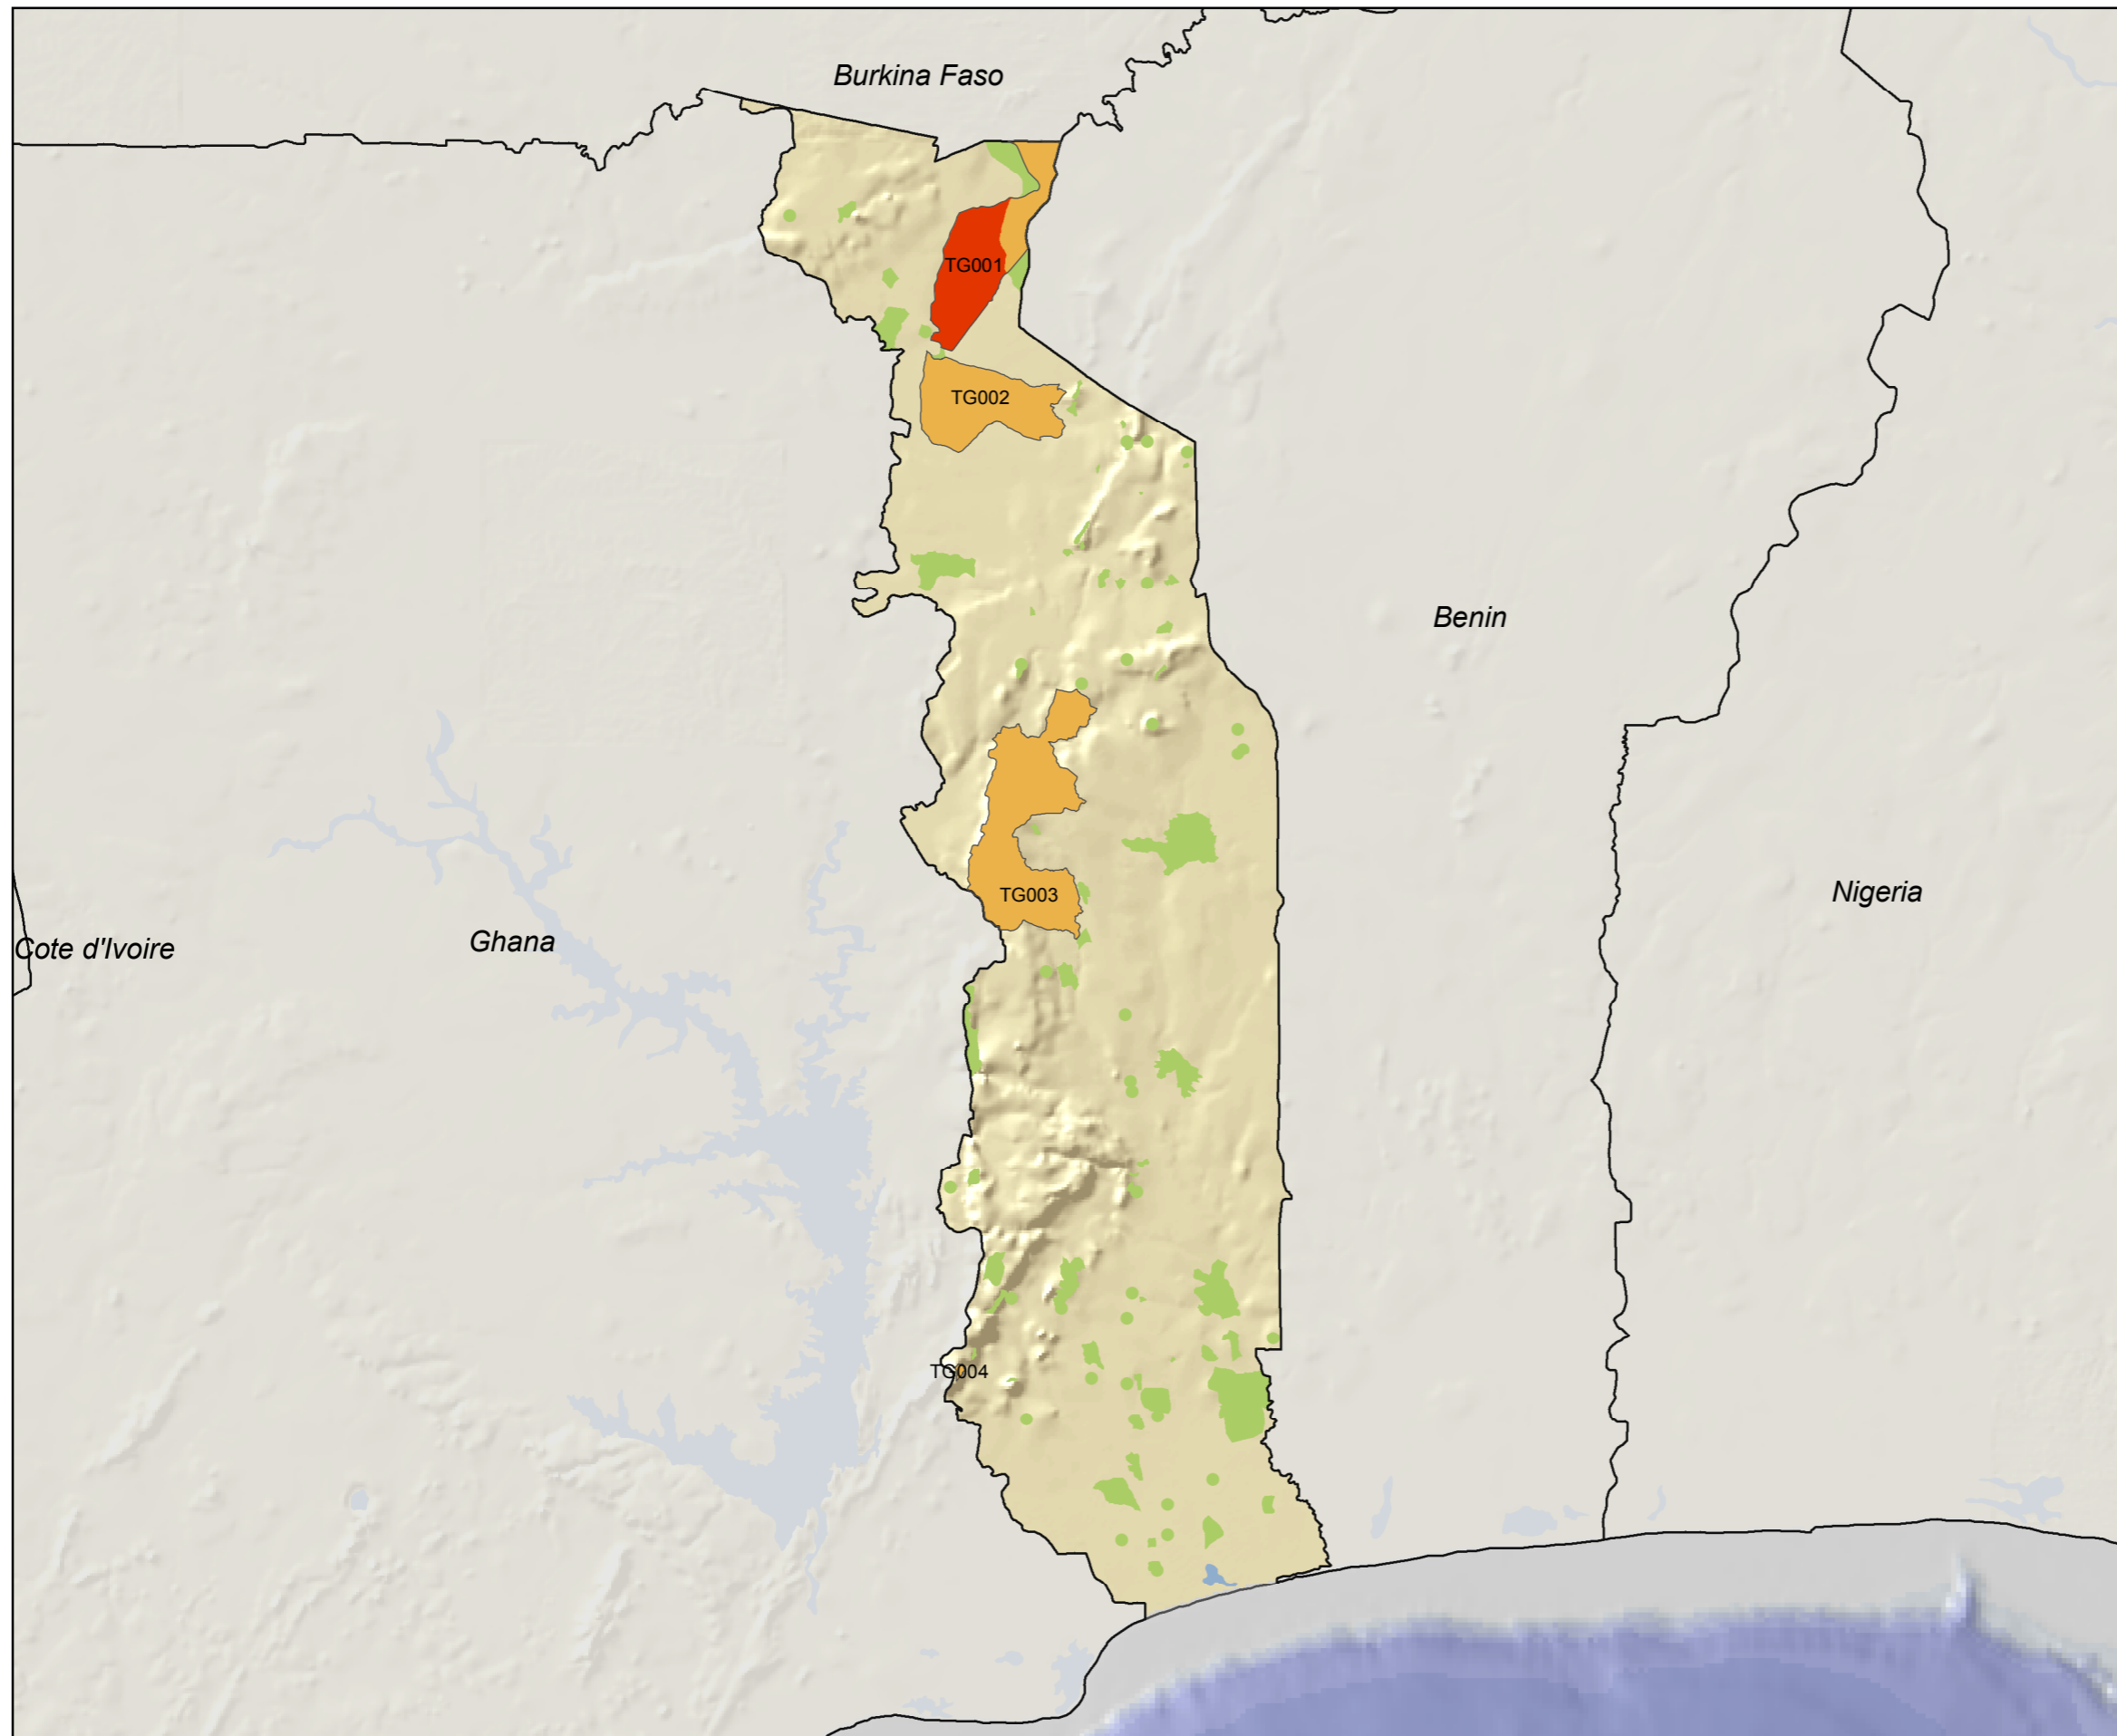 Burkina Faso
TG001
TG002
Benin
TG003
Nigeria
Ghana
Cote d'Ivoire
TG004